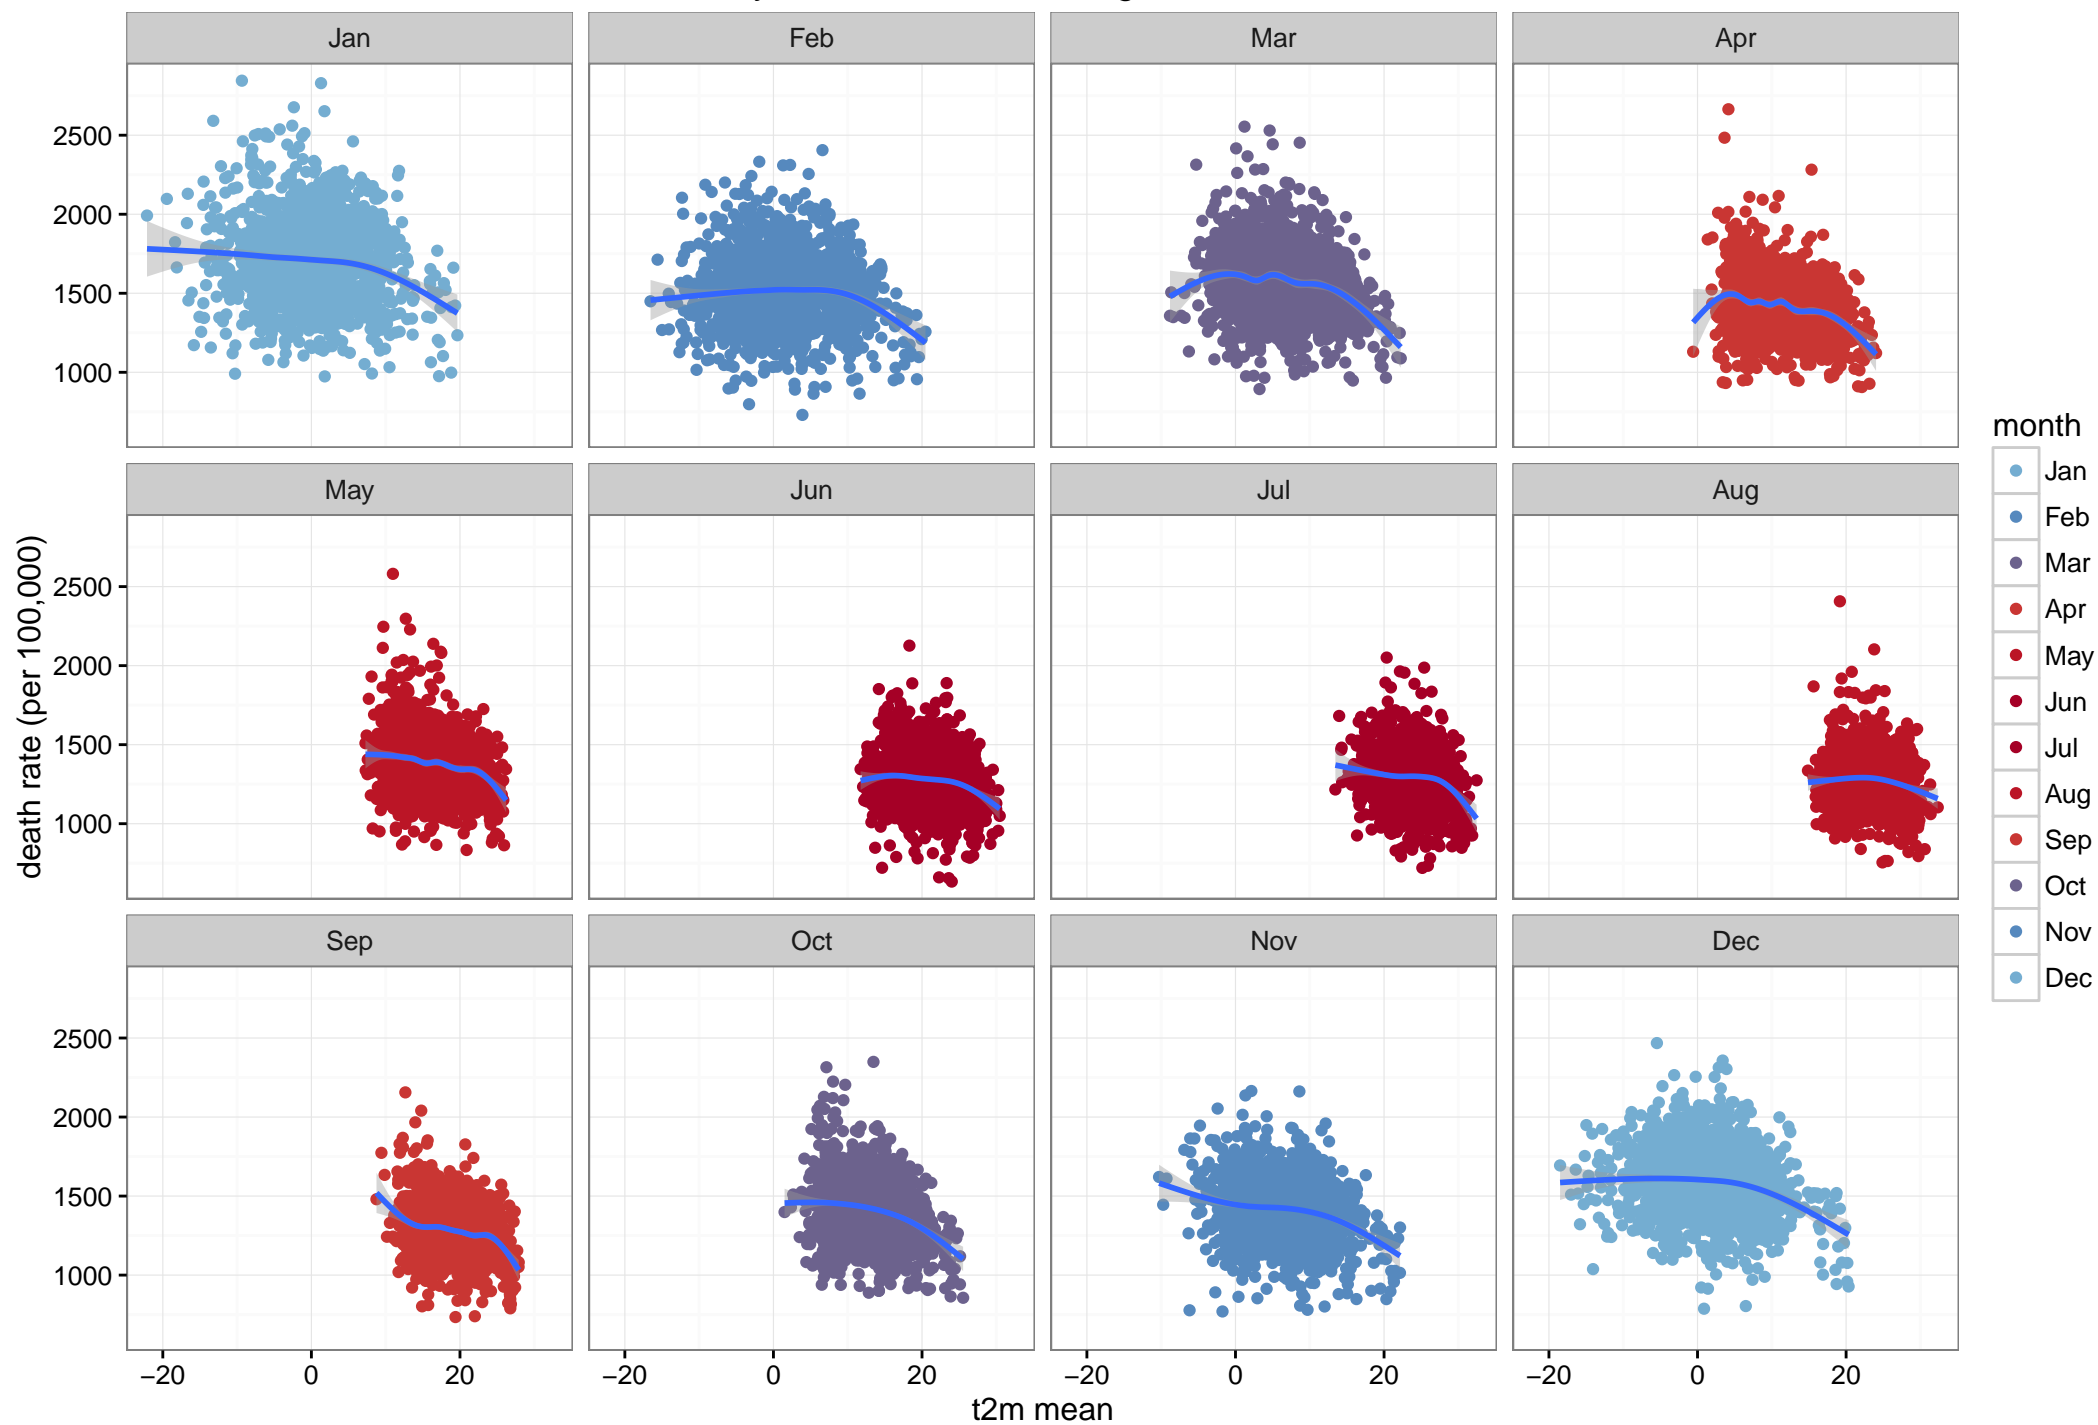 Jan Feb Mar Apr
2500
2000
1500
1000
May Jun Jul Aug
2500
2000
1500
1000
Sep Oct Nov Dec
2500
2000
1500
1000
−20 0 20 −20 0 20 −20 0 20 −20 0 20
t2m mean
death rate (per 100,000)
month
Jan
Feb
Mar
Apr
May
Jun
Jul
Aug
Sep
Oct
Nov
Dec